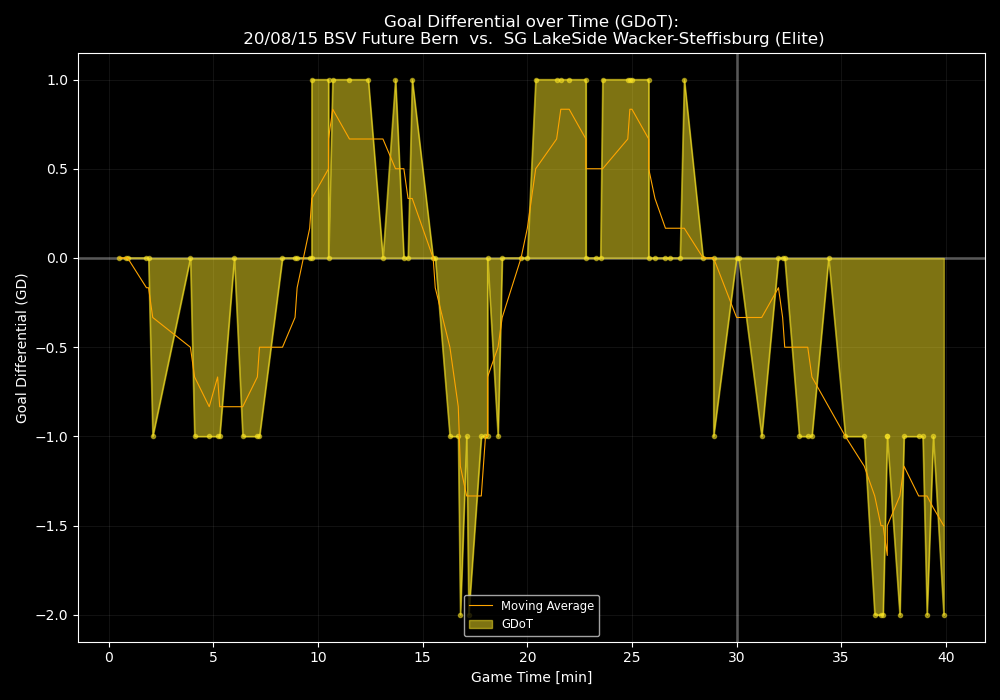 Goal Differential over Time (GDoT):
20/08/15 BSV Future Bern  vs.  SG LakeSide Wacker-Steffisburg (Elite)
Goal Differential (GD)
1.0
0.5
0.0
−0.5
−1.0
−1.5
−2.0
Moving Average
GDoT
0 5 10 15 20 25 30 35 40
Game Time [min]